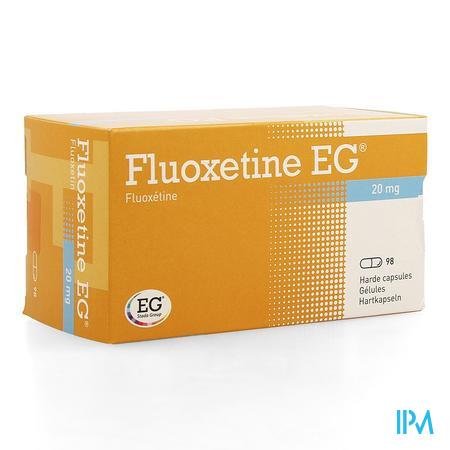 Fluoxetine EG®
Fluoxétine
20 mg
98
Harde capsules
Gélules
Hartkapseln
EG®
Stada Group
Fluoxetine EG®
Fluoxetin
20 mg
98
IPM